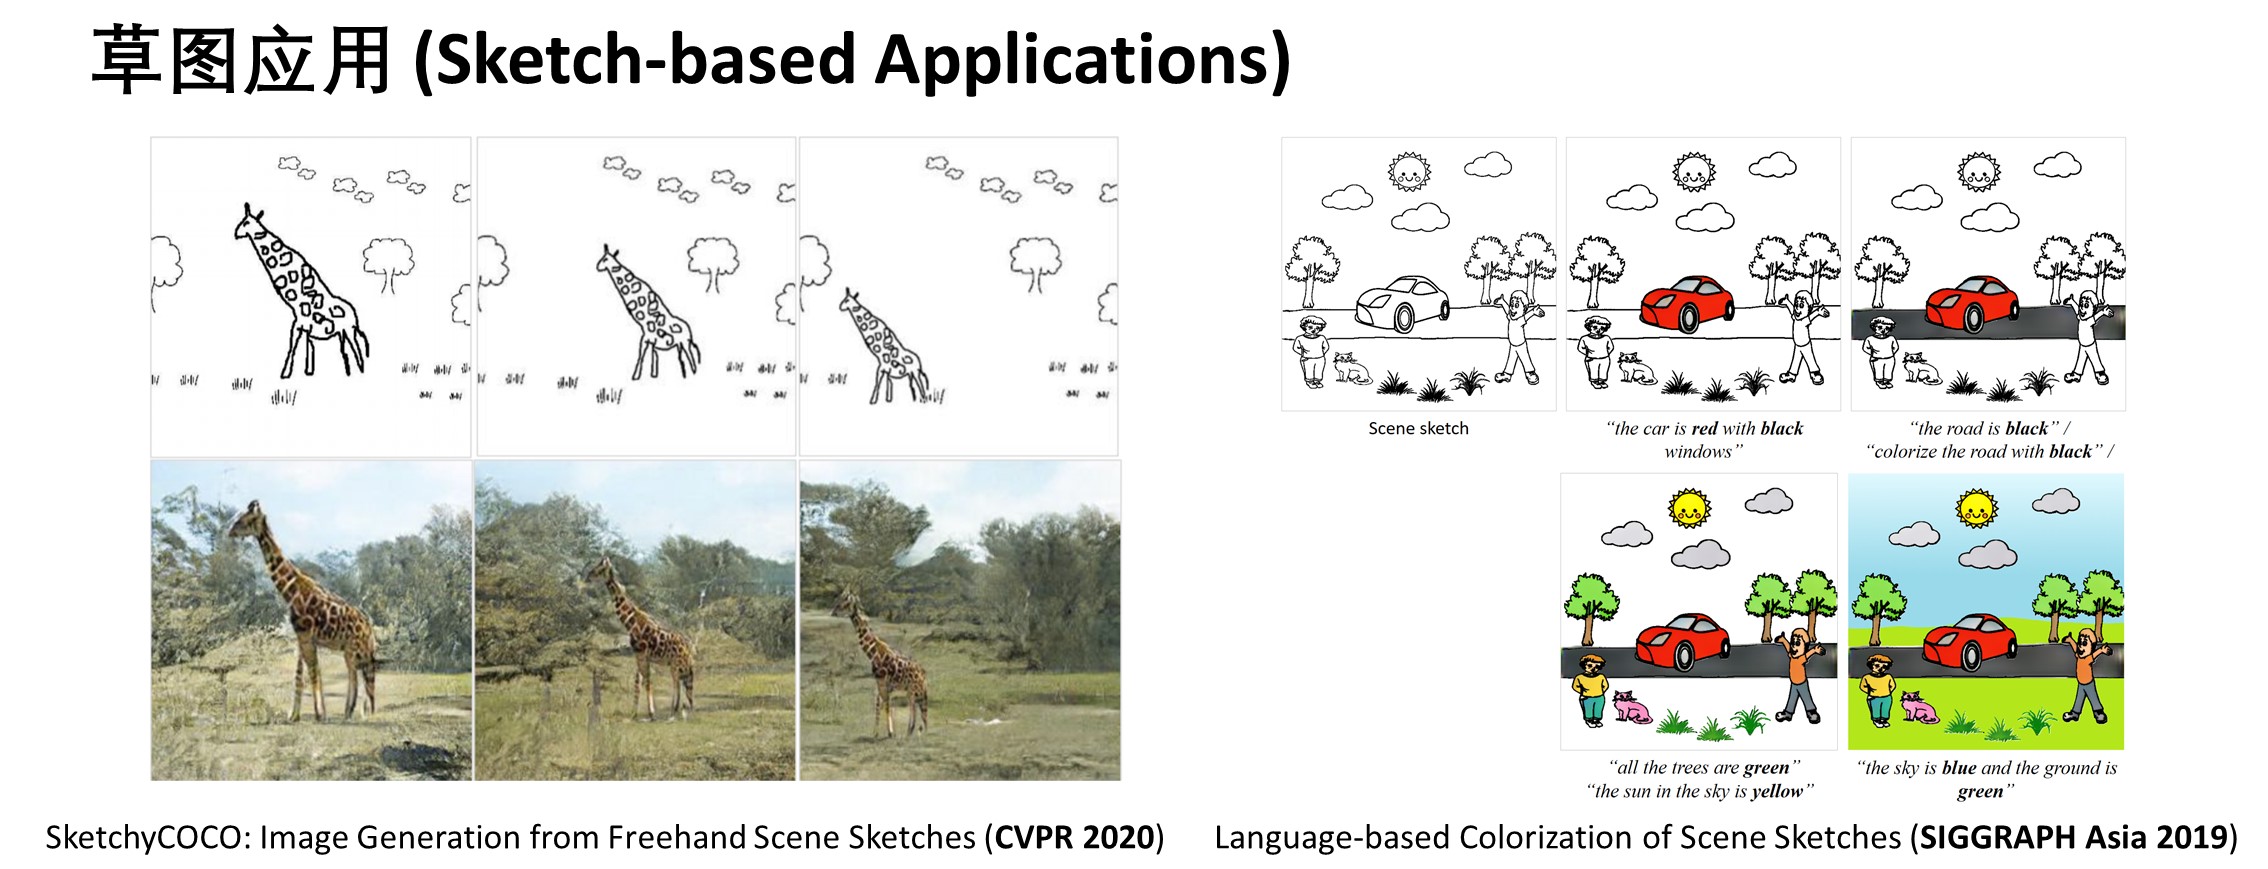 草图应用 (Sketch-based Applications)
Scene sketch
“the car is red with black
windows”
“the road is black” /
“colorize the road with black” /
“all the trees are green”
“the sun in the sky is yellow”
“the sky is blue and the ground is
green”
SketchyCOCO: Image Generation from Freehand Scene Sketches (CVPR 2020)
Language-based Colorization of Scene Sketches (SIGGRAPH Asia 2019)